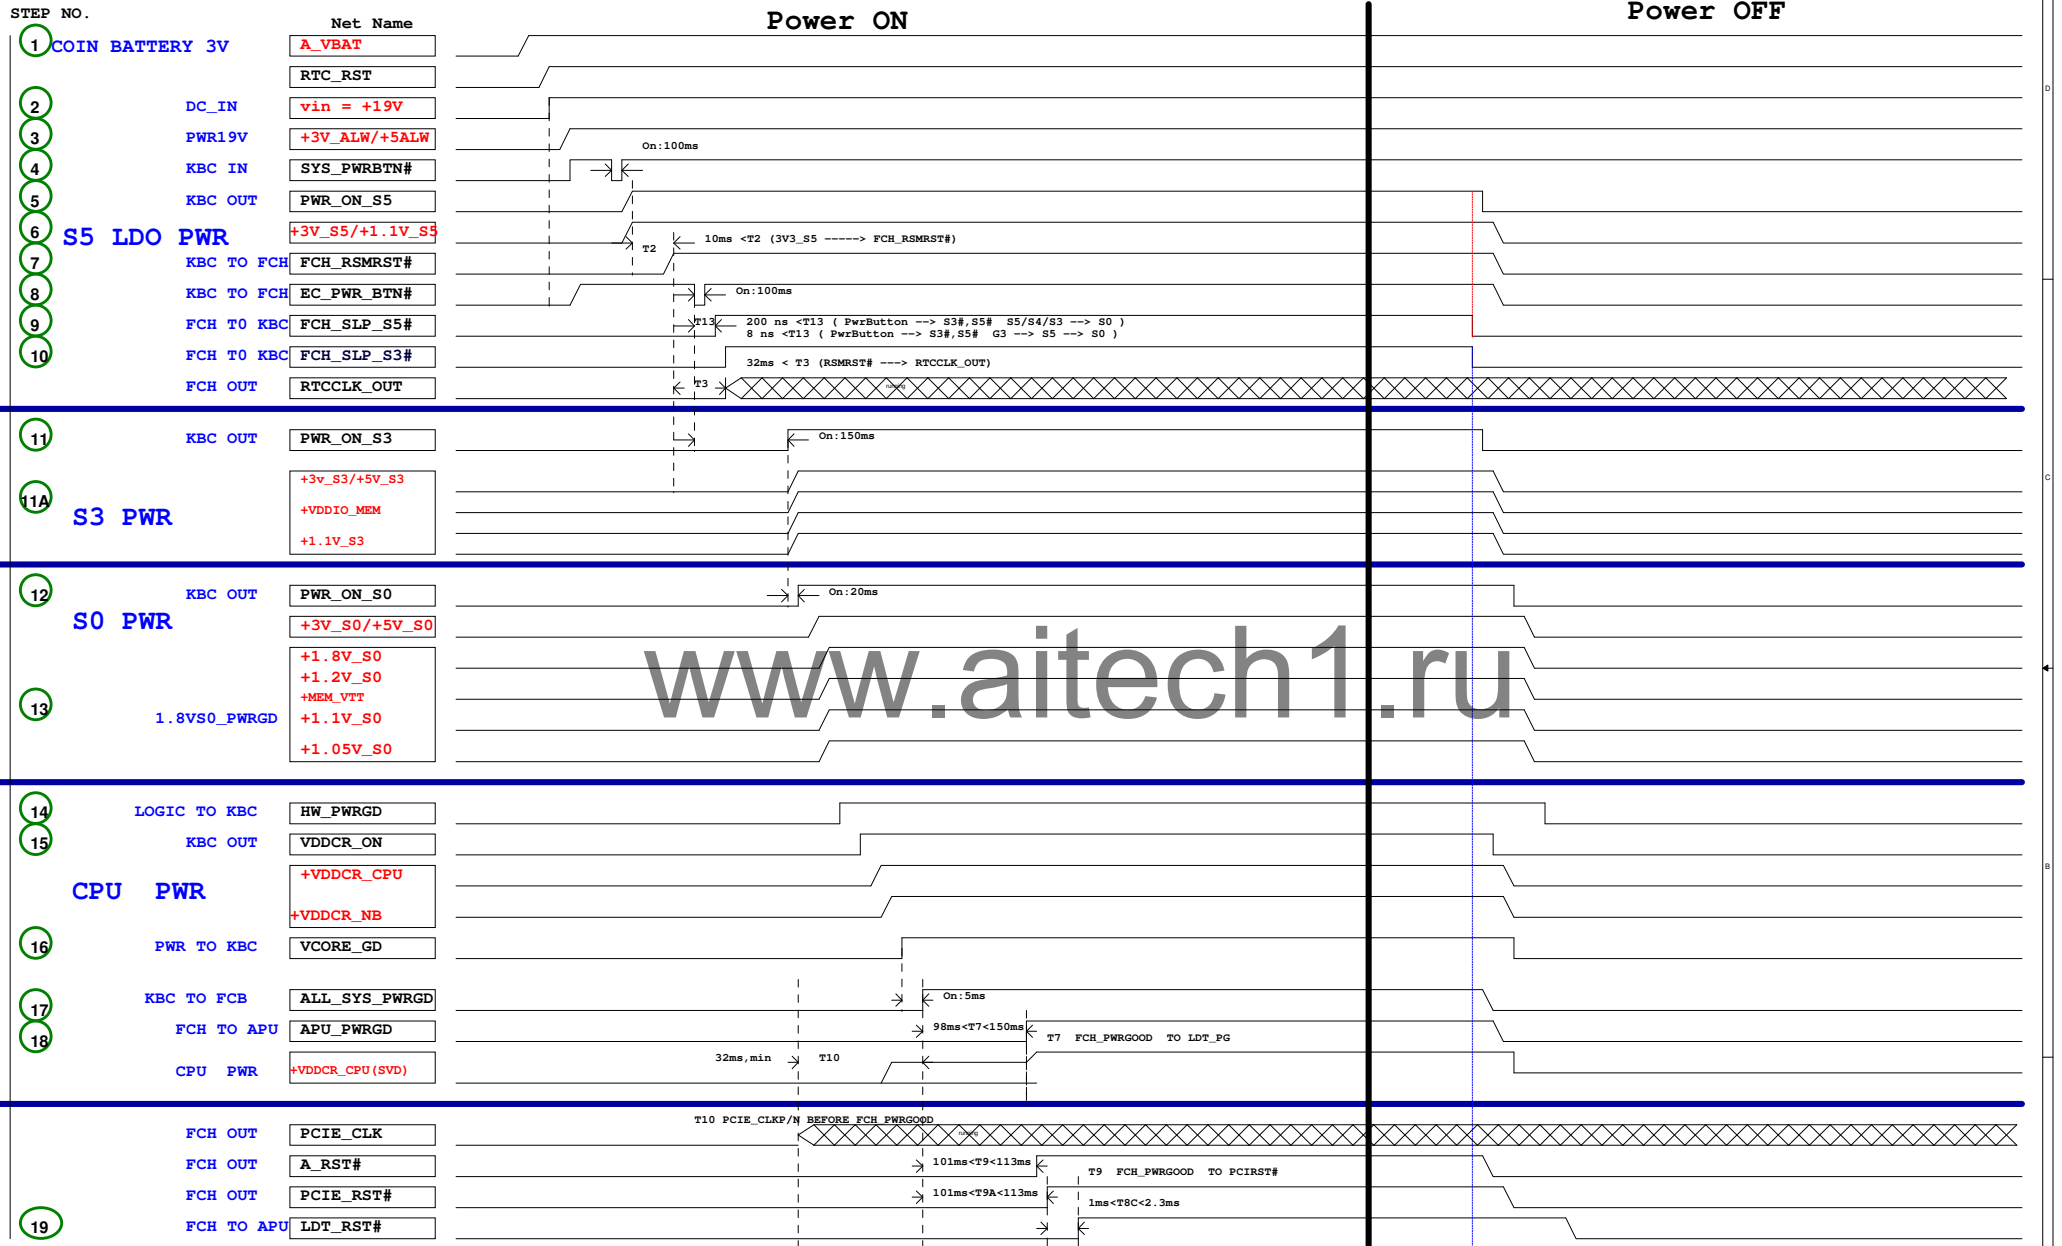 STEP NO.
Net Name
Power ON
Power OFF
1 COIN BATTERY 3V A_VBAT
RTC_RST
2 DC_IN vin = +19V
D
3 PWR19V +3V_ALW/+5ALW
On:100ms
4 KBC IN SYS_PWRBTN#
5 KBC OUT PWR_ON_S5
6 S5 LDO PWR +3V_S5/+1.1V_S5
T2 10ms <T2 (3V3_S5 -----> FCH_RSMRST#)
7 KBC TO FCH FCH_RSMRST#
8 KBC TO FCH EC_PWR_BTN# On:100ms
9 FCH T0 KBC FCH_SLP_S5# T13 200 ns <T13 ( PwrButton --> S3#,S5# S5/S4/S3 --> S0 )
8 ns <T13 ( PwrButton --> S3#,S5# G3 --> S5 --> S0 )
10 FCH T0 KBC FCH_SLP_S3#
32ms < T3 (RSMRST# ---> RTCCLK_OUT)
FCH OUT RTCCLK_OUT T3 running
11 KBC OUT PWR_ON_S3 On:150ms
11A S3 PWR +3v_S3/+5V_S3
C
+VDDIO_MEM
+1.1V_S3
12 KBC OUT PWR_ON_S0 On:20ms
S0 PWR +3V_S0/+5V_S0
+1.8V_S0
+1.2V_S0
+MEM_VTT
13 1.8VS0_PWRGD +1.1V_S0
+1.05V_S0
www.aitech1.ru
14 LOGIC TO KBC HW_PWRGD
15 KBC OUT VDDCR_ON
B
CPU PWR +VDDCR_CPU
+VDDCR_NB
16 PWR TO KBC VCORE_GD
17 KBC TO FCB ALL_SYS_PWRGD On:5ms
18 FCH TO APU APU_PWRGD 98ms<T7<150ms T7 FCH_PWRGOOD TO LDT_PG
32ms,min T10
CPU PWR +VDDCR_CPU(SVD)
T10 PCIE_CLKP/N BEFORE FCH_PWRGOOD
FCH OUT PCIE_CLK running
FCH OUT A_RST# 101ms<T9<113ms T9 FCH_PWRGOOD TO PCIRST#
FCH OUT PCIE_RST# 101ms<T9A<113ms 1ms<T8C<2.3ms
19 FCH TO APU LDT_RST#